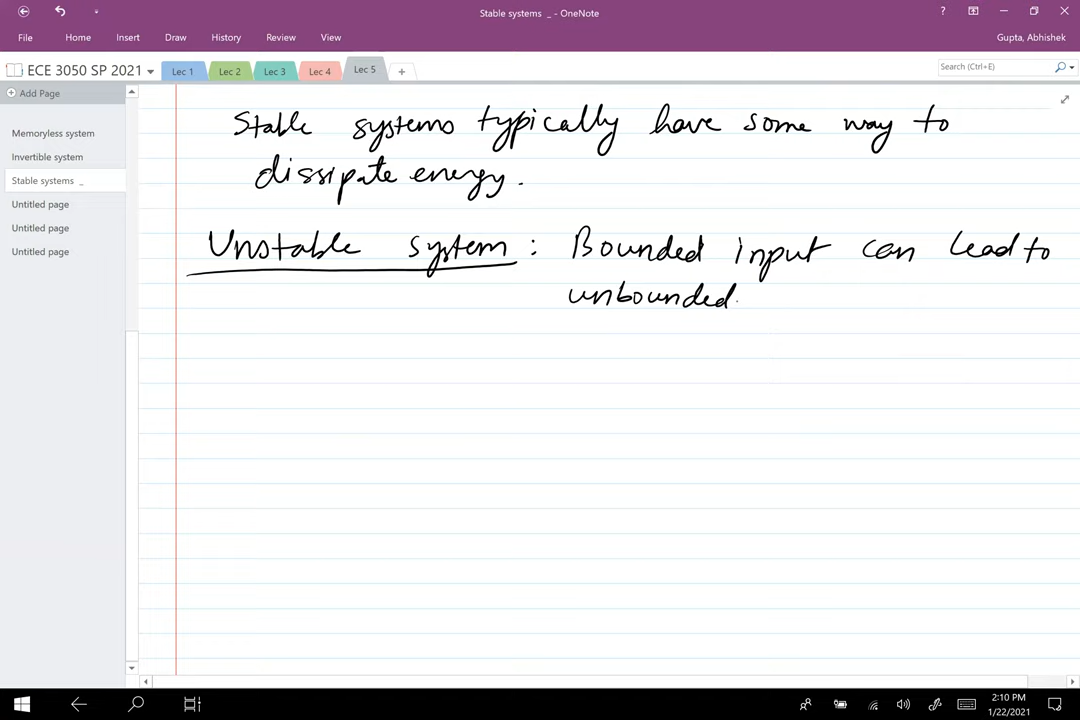 Stable systems _ - OneNote
?
File Home Insert Draw History Review View
Gupta, Abhishek
ECE 3050 SP 2021
Lec 1 Lec 2 Lec 3 Lec 4 Lec 5 +
Search (Ctrl+E)
Add Page
Memoryless system
Invertible system
Stable systems _
Untitled page
Untitled page
Untitled page
Stable systems typically have some way to
dissipate energy.
Unstable system : Bounded input can lead to
unbounded.
2:10 PM
1/22/2021